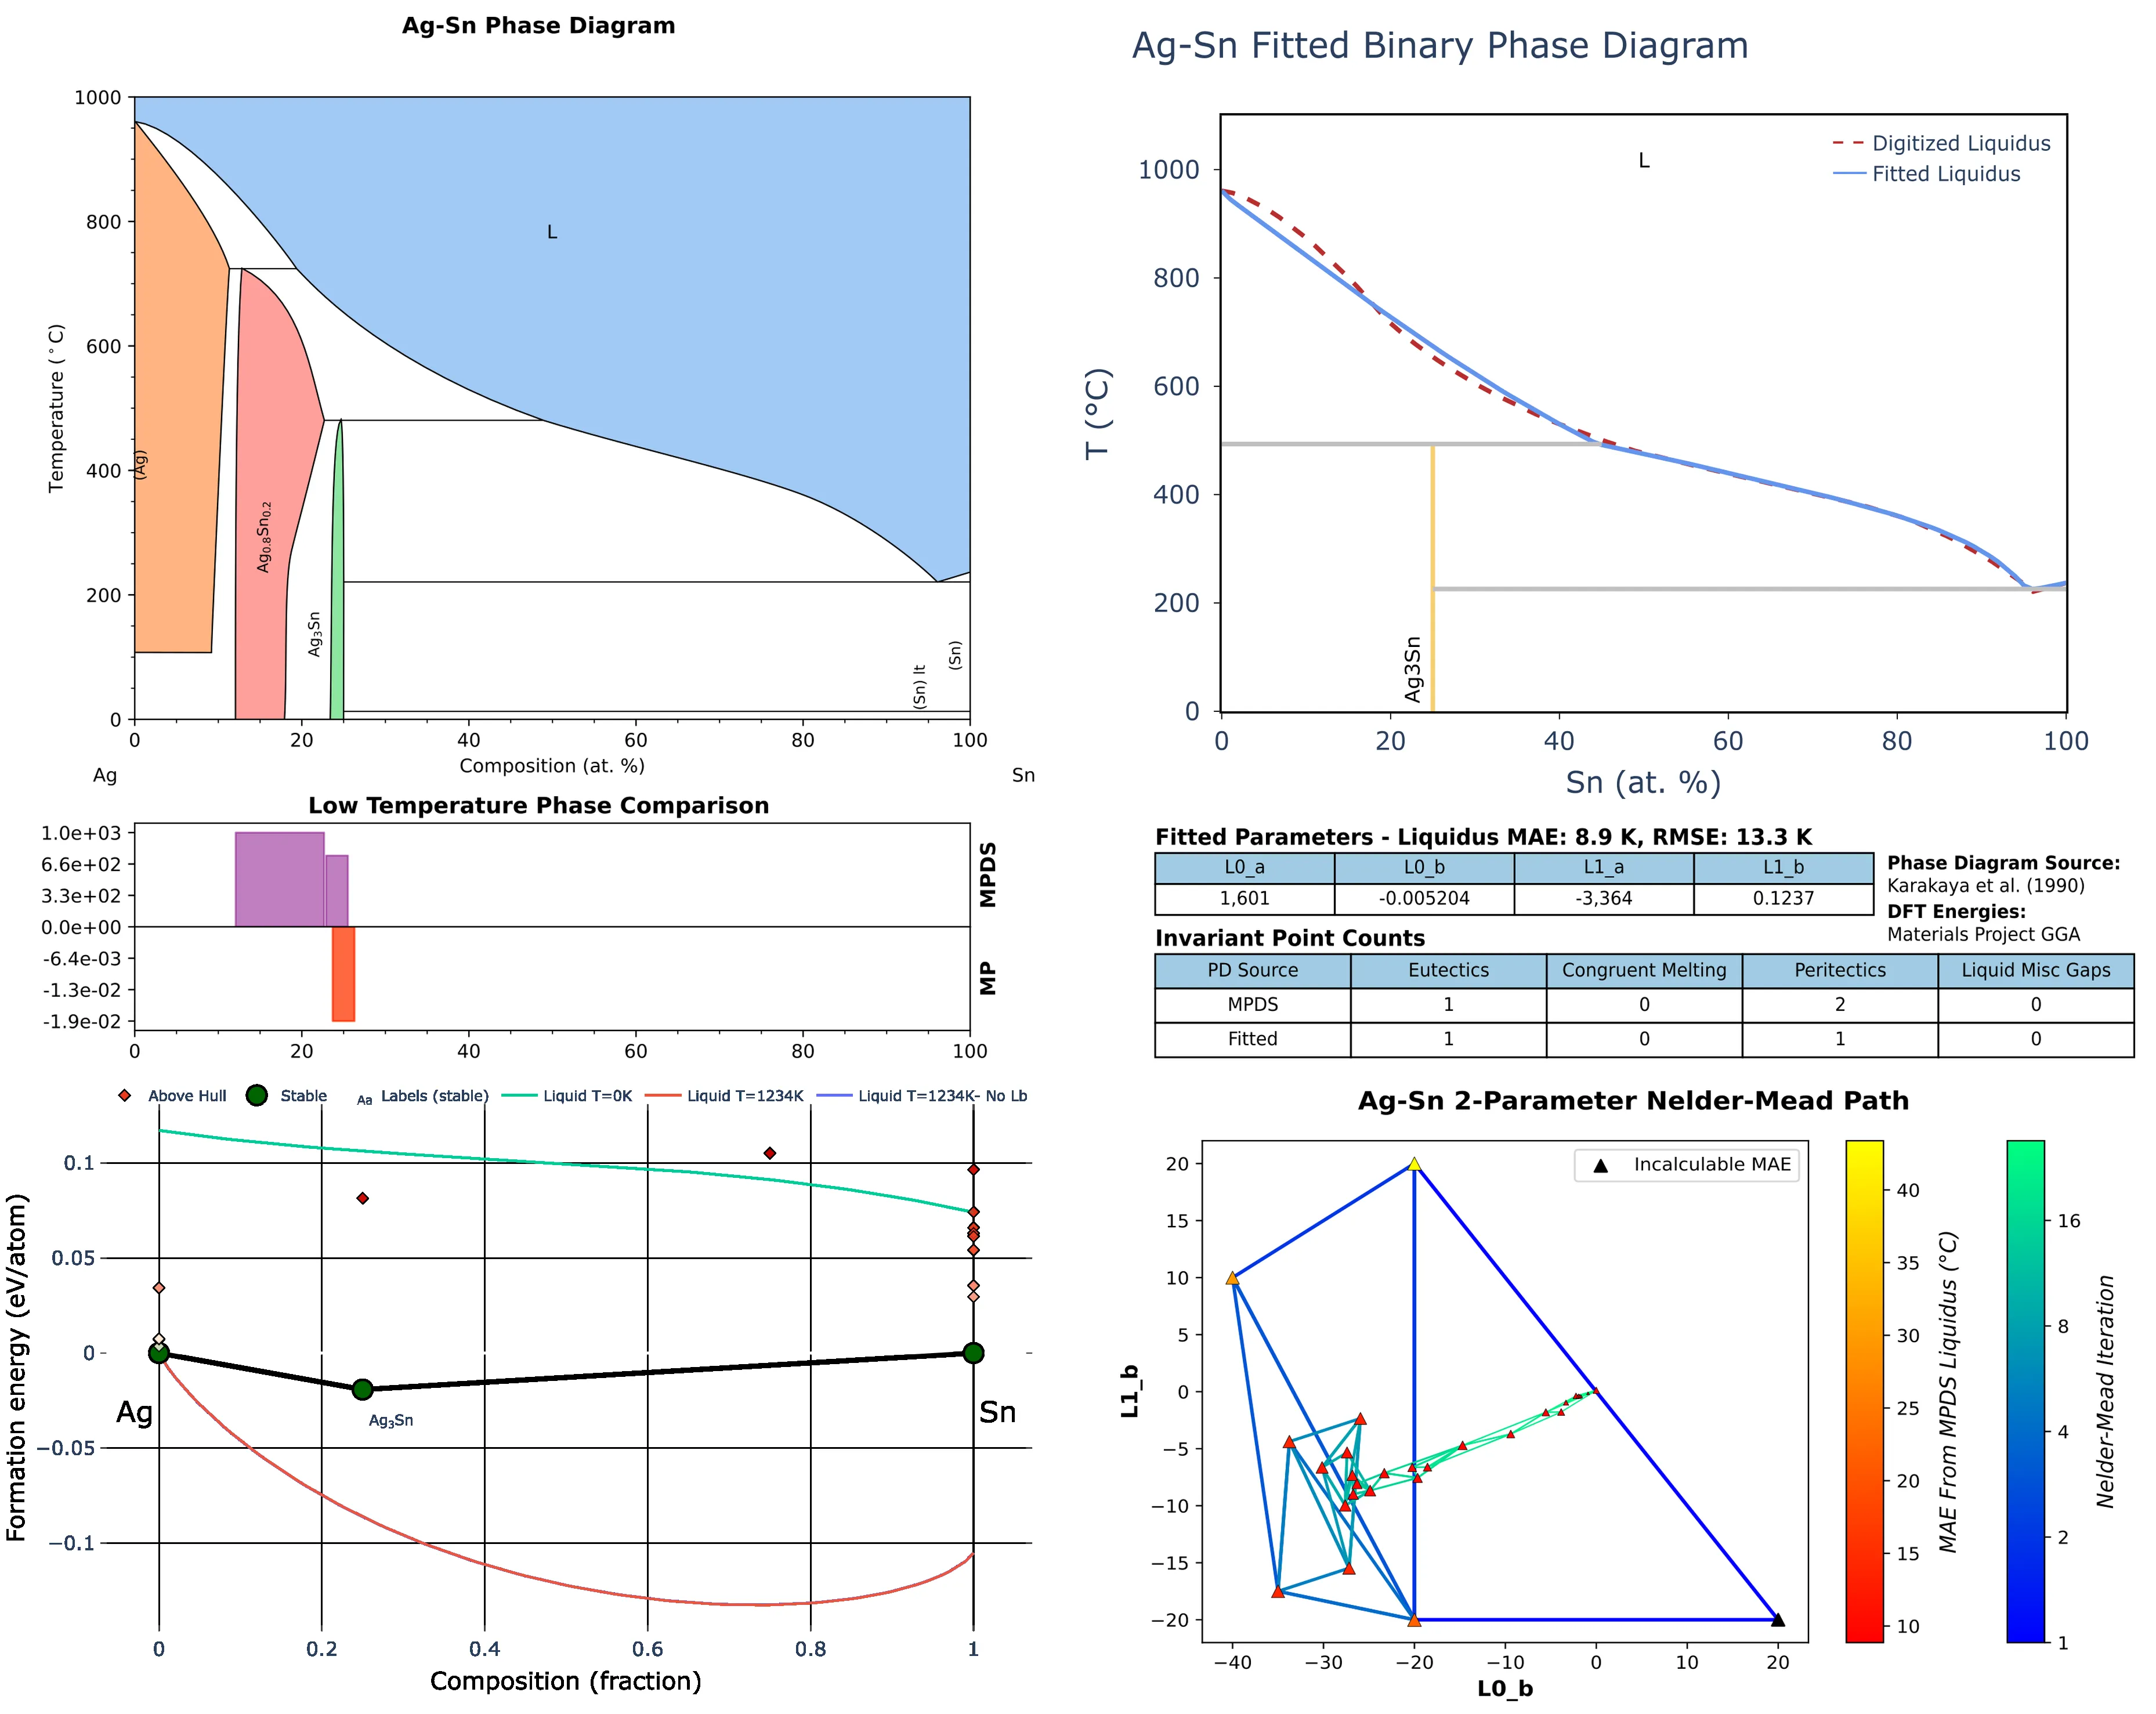 Ag-Sn Phase Diagram
1000
800
600
400
200
0
Temperature (°C)
L
(Ag)
Ag0.8Sn0.2
Ag3Sn
(Sn) lt
(Sn)
0 20 40 60 80 100
Composition (at. %)
Ag Sn
Ag-Sn Fitted Binary Phase Diagram
Digitized Liquidus
Fitted Liquidus
L
1000
800
600
400
200
0
T (°C)
Ag3Sn
0 20 40 60 80 100
Sn (at. %)
Low Temperature Phase Comparison
1.0e+03
6.6e+02
3.3e+02
0.0e+00
-6.4e-03
-1.3e-02
-1.9e-02
MPDS
MP
0 20 40 60 80 100
Fitted Parameters - Liquidus MAE: 8.9 K, RMSE: 13.3 K
L0_a L0_b L1_a L1_b
1,601 -0.005204 -3,364 0.1237
Phase Diagram Source:
Karakaya et al. (1990)
DFT Energies:
Materials Project GGA
Invariant Point Counts
PD Source Eutectics Congruent Melting Peritectics Liquid Misc Gaps
MPDS 1 0 2 0
Fitted 1 0 1 0
Above Hull Stable Aa Labels (stable) Liquid T=0K Liquid T=1234K Liquid T=1234K- No Lb
0.1
0.05
0
−0.05
−0.1
Formation energy (eV/atom)
Ag
Ag3Sn
Sn
0 0.2 0.4 0.6 0.8 1
Composition (fraction)
Ag-Sn 2-Parameter Nelder-Mead Path
Incalculable MAE
20
15
10
5
0
−5
−10
−15
−20
L1_b
−40 −30 −20 −10 0 10 20
L0_b
40
35
30
25
20
15
10
MAE From MPDS Liquidus (°C)
16
8
4
2
1
Nelder-Mead Iteration